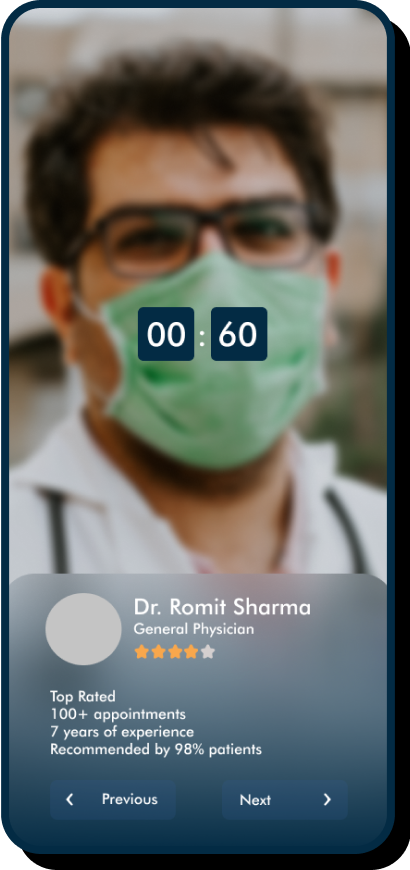 00 : 60
Dr. Romit Sharma
General Physician
Top Rated
100+ appointments
7 years of experience
Recommended by 98% patients
Previous
Next